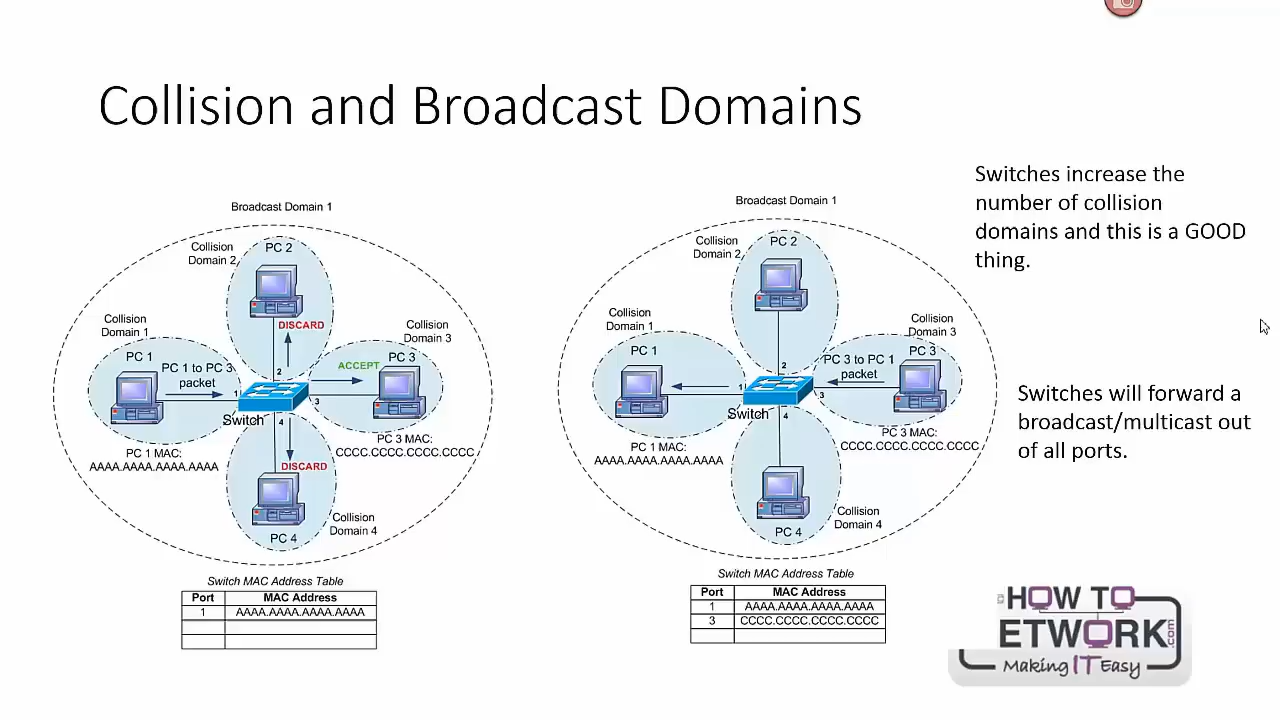 Collision and Broadcast Domains
Broadcast Domain 1
Collision
Domain 2
PC 2
DISCARD
Collision
Domain 1
PC 1
PC 1 to PC 3
packet
Collision
Domain 3
ACCEPT
PC 3
2
1
3
4
Switch
PC 1 MAC:
AAAA.AAAA.AAAA.AAAA
PC 3 MAC:
CCCC.CCCC.CCCC.CCCC
DISCARD
PC 4
Collision
Domain 4
Switch MAC Address Table
Port MAC Address
1 AAAA.AAAA.AAAA.AAAA
Broadcast Domain 1
Collision
Domain 2
PC 2
Collision
Domain 1
PC 1
Collision
Domain 3
PC 3 to PC 1
packet
PC 3
2
1
3
4
Switch
PC 1 MAC:
AAAA.AAAA.AAAA.AAAA
PC 3 MAC:
CCCC.CCCC.CCCC.CCCC
PC 4
Collision
Domain 4
Switch MAC Address Table
Port MAC Address
1 AAAA.AAAA.AAAA.AAAA
3 CCCC.CCCC.CCCC.CCCC
Switches increase the
number of collision
domains and this is a GOOD
thing.
Switches will forward a
broadcast/multicast out
of all ports.
HOW TO
ETWORK.com
Making IT Easy